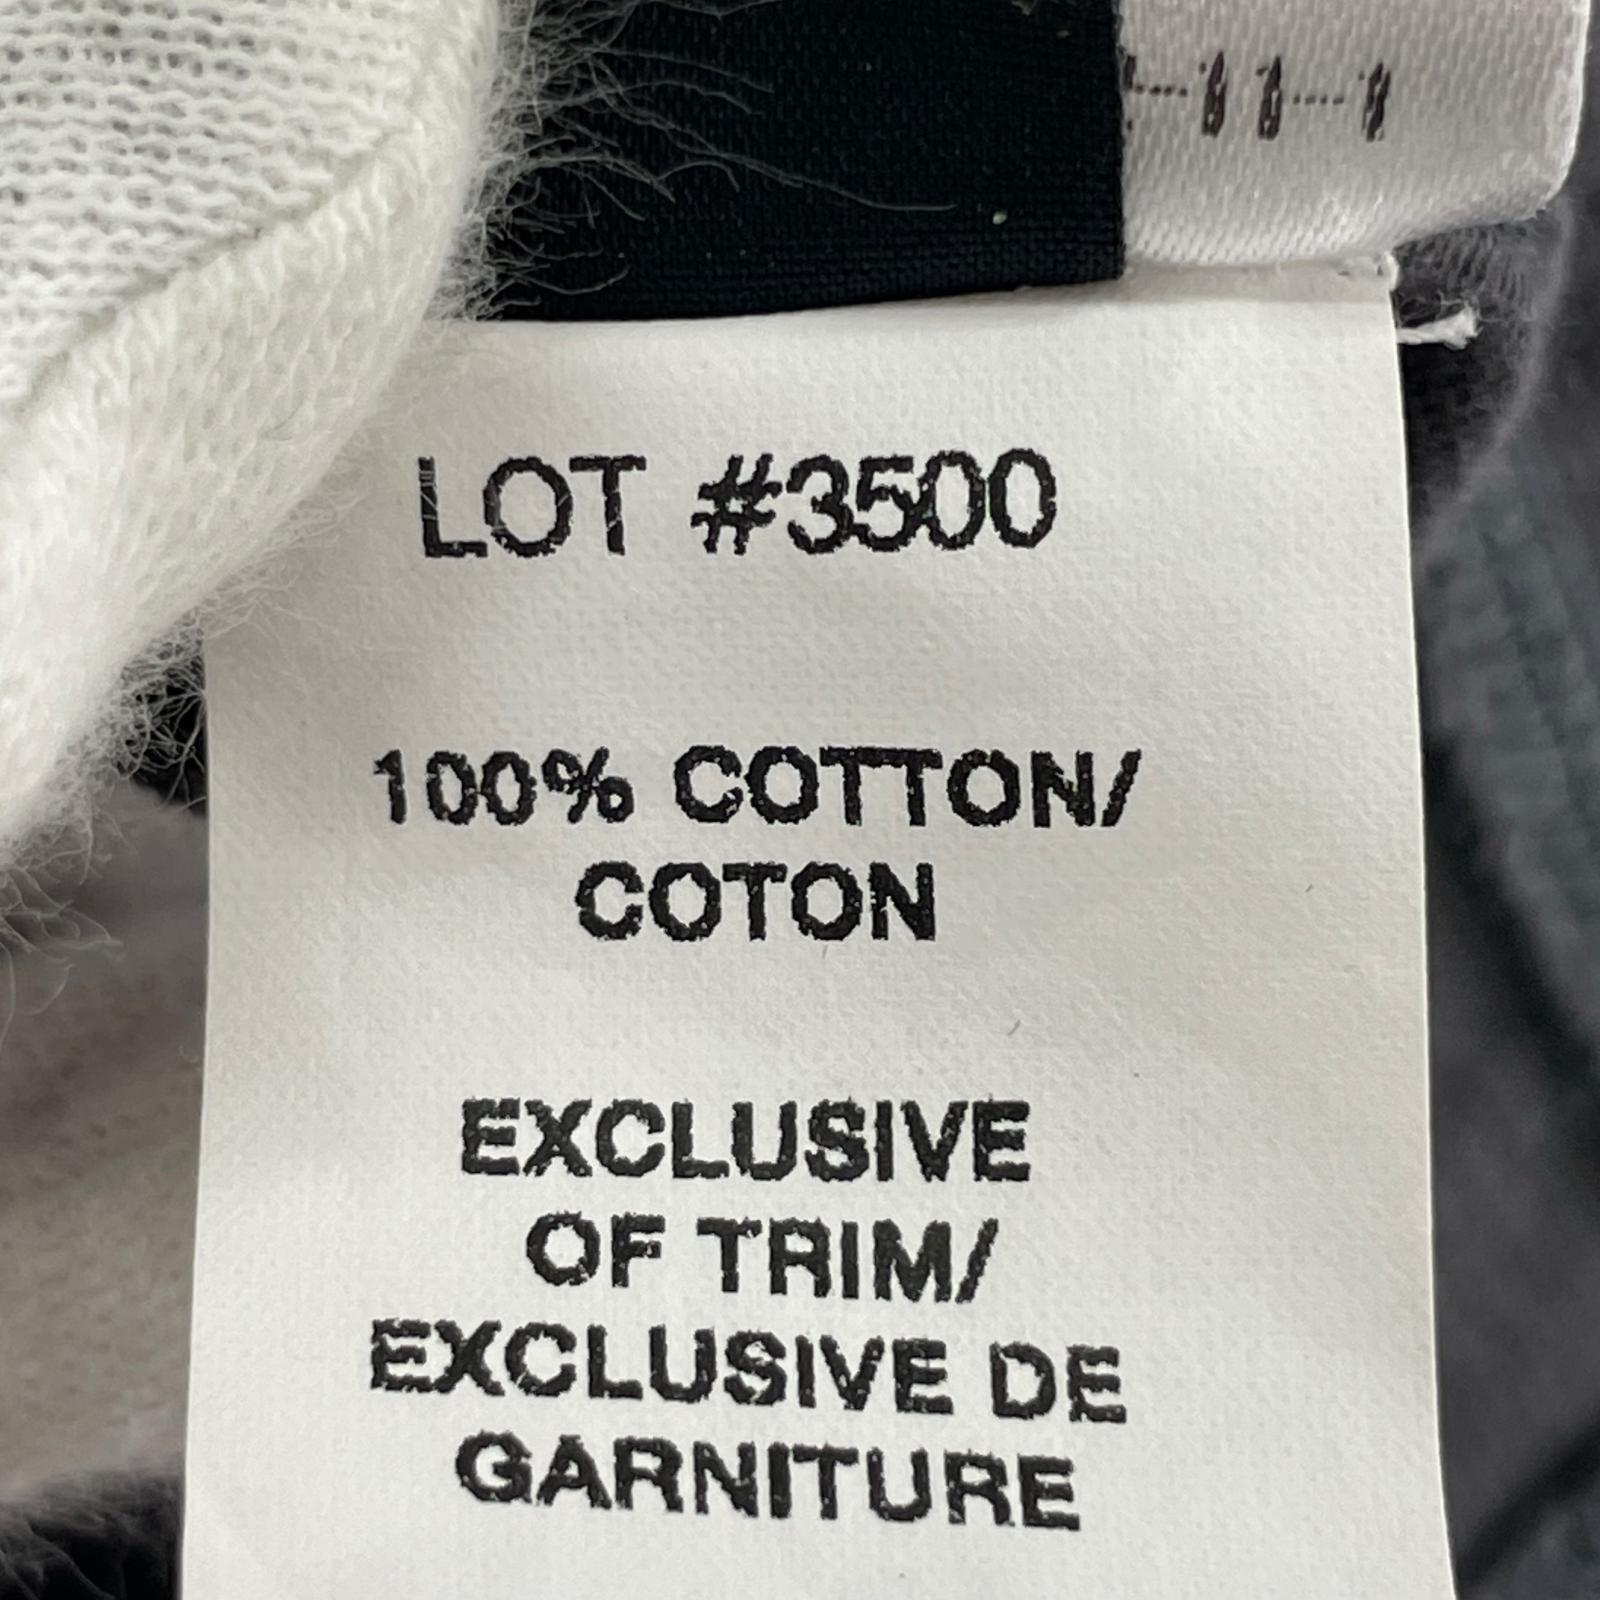 LOT #3500
100% COTTON/
COTON
EXCLUSIVE
OF TRIM/
EXCLUSIVE DE
GARNITURE